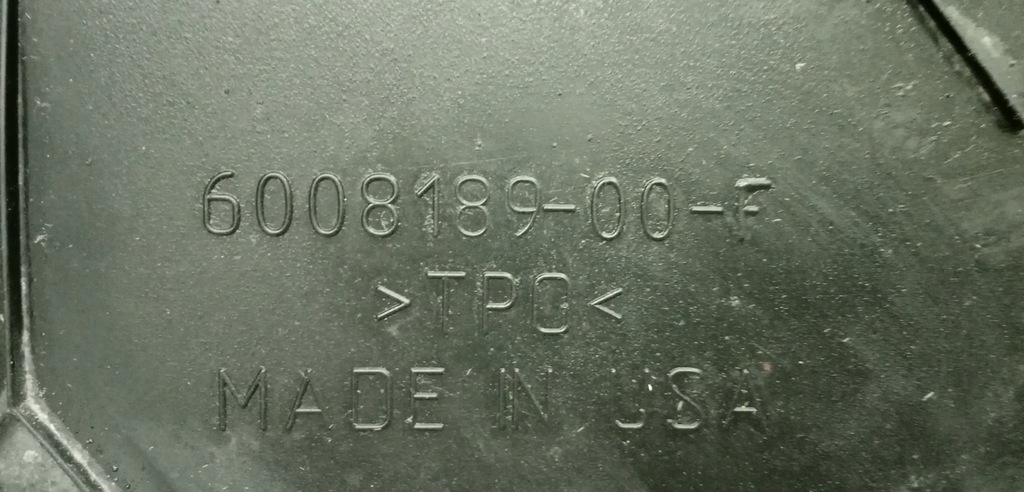 6008189-00-F
>TPO<
MADE IN USA